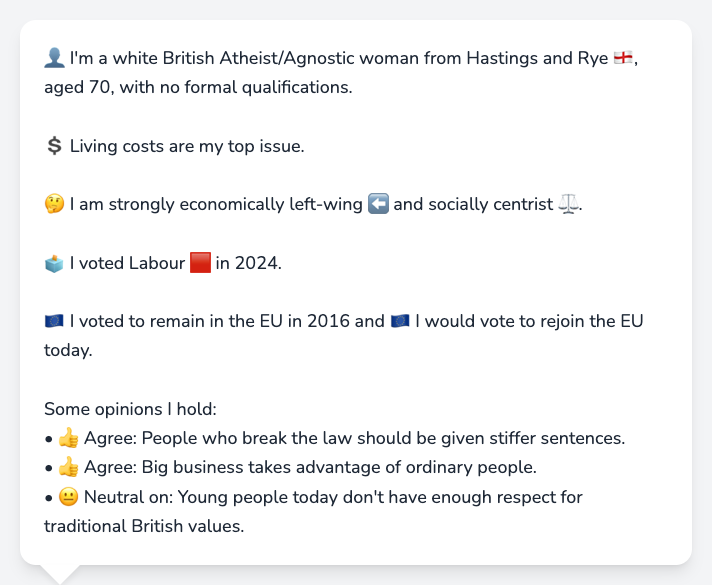 👤 I'm a white British Atheist/Agnostic woman from Hastings and Rye 🏴󠁧󠁢󠁥󠁮󠁧󠁿,
aged 70, with no formal qualifications.
💲 Living costs are my top issue.
🤔 I am strongly economically left-wing ⬅️ and socially centrist ⚖️.
🗳️ I voted Labour 🟥 in 2024.
🇪🇺 I voted to remain in the EU in 2016 and 🇪🇺 I would vote to rejoin the EU
today.
Some opinions I hold:
• 👍 Agree: People who break the law should be given stiffer sentences.
• 👍 Agree: Big business takes advantage of ordinary people.
• 😐 Neutral on: Young people today don't have enough respect for
traditional British values.